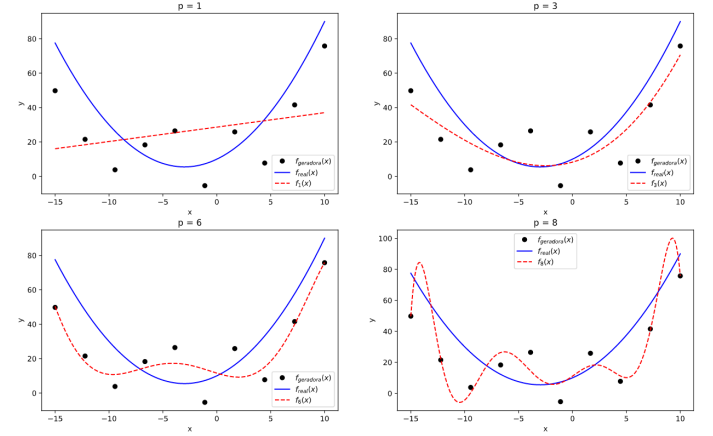 p = 1
80
60
40
20
0
y
−15
−10
−5
0
5
10
x
f_geradora(x)
f_real(x)
f_1(x)
p = 3
80
60
40
20
0
y
−15
−10
−5
0
5
10
x
f_geradora(x)
f_real(x)
f_3(x)
p = 6
80
60
40
20
0
y
−15
−10
−5
0
5
10
x
f_geradora(x)
f_real(x)
f_6(x)
p = 8
100
80
60
40
20
0
y
−15
−10
−5
0
5
10
x
f_geradora(x)
f_real(x)
f_8(x)